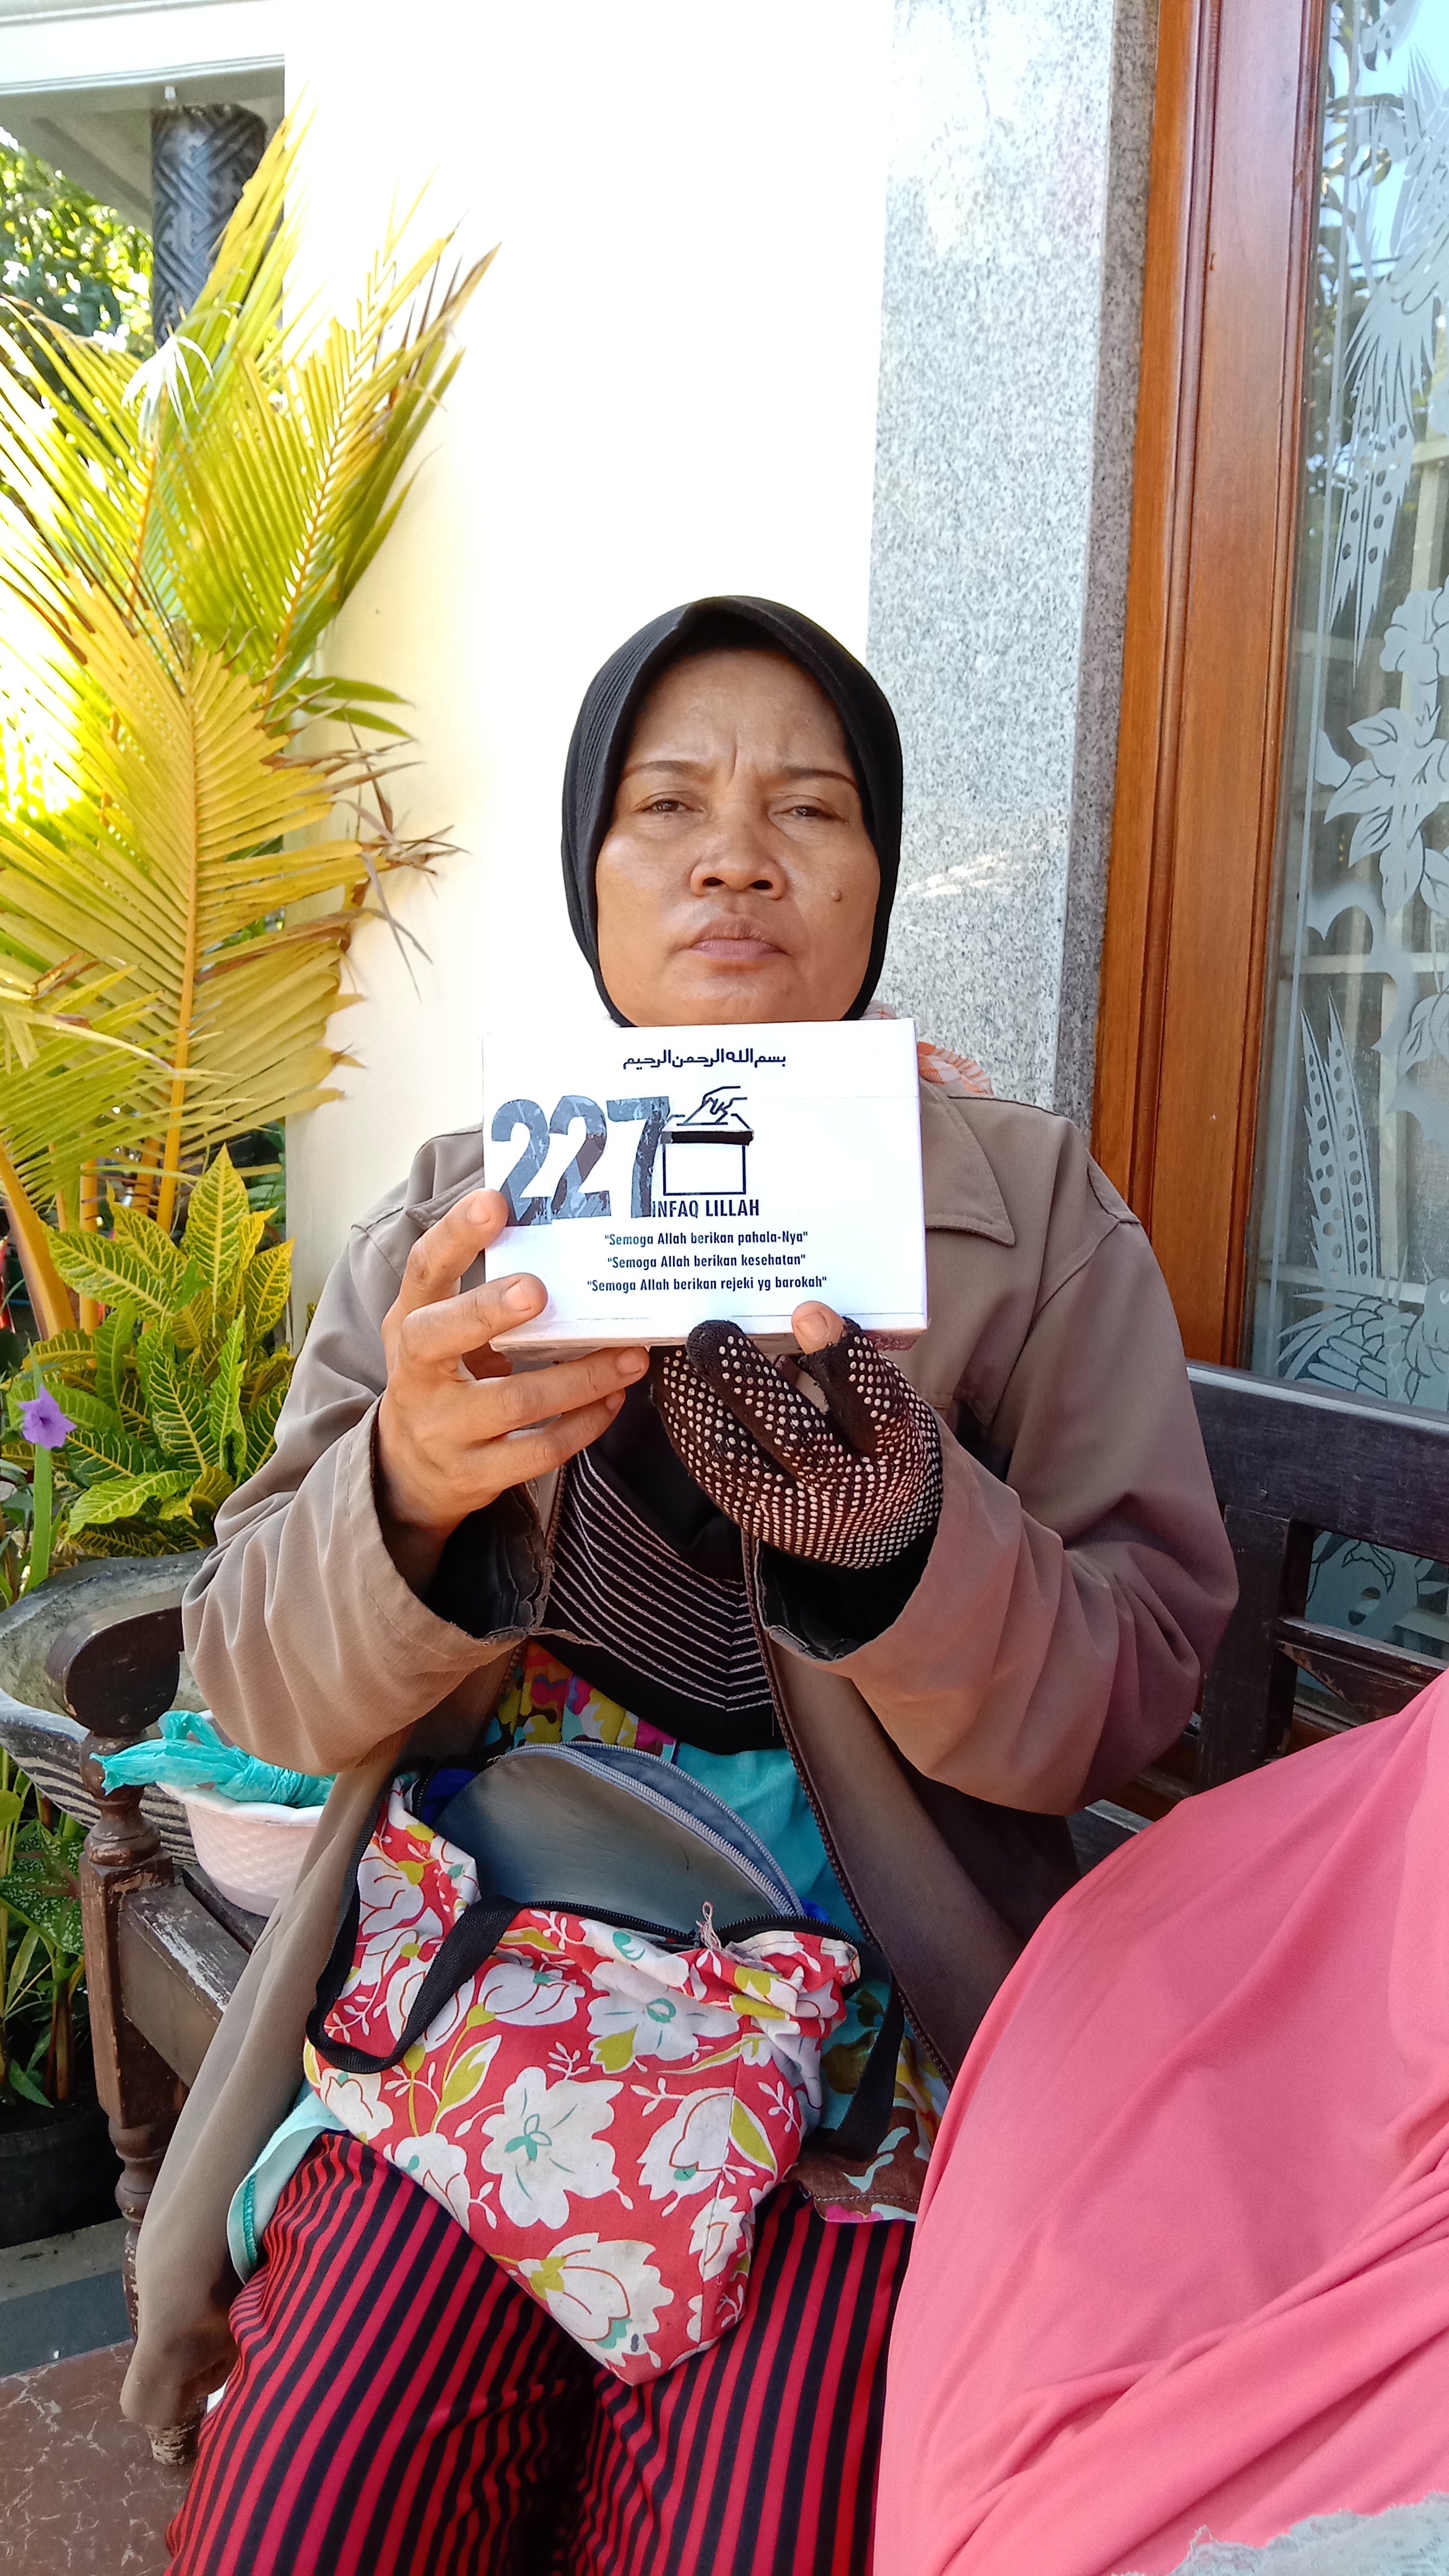 بسم الله الرحمن الرحيم
227
INFAQ LILLAH
"Semoga Allah berikan pahala-Nya"
"Semoga Allah berikan kesehatan"
"Semoga Allah berikan rejeki yg barokah"